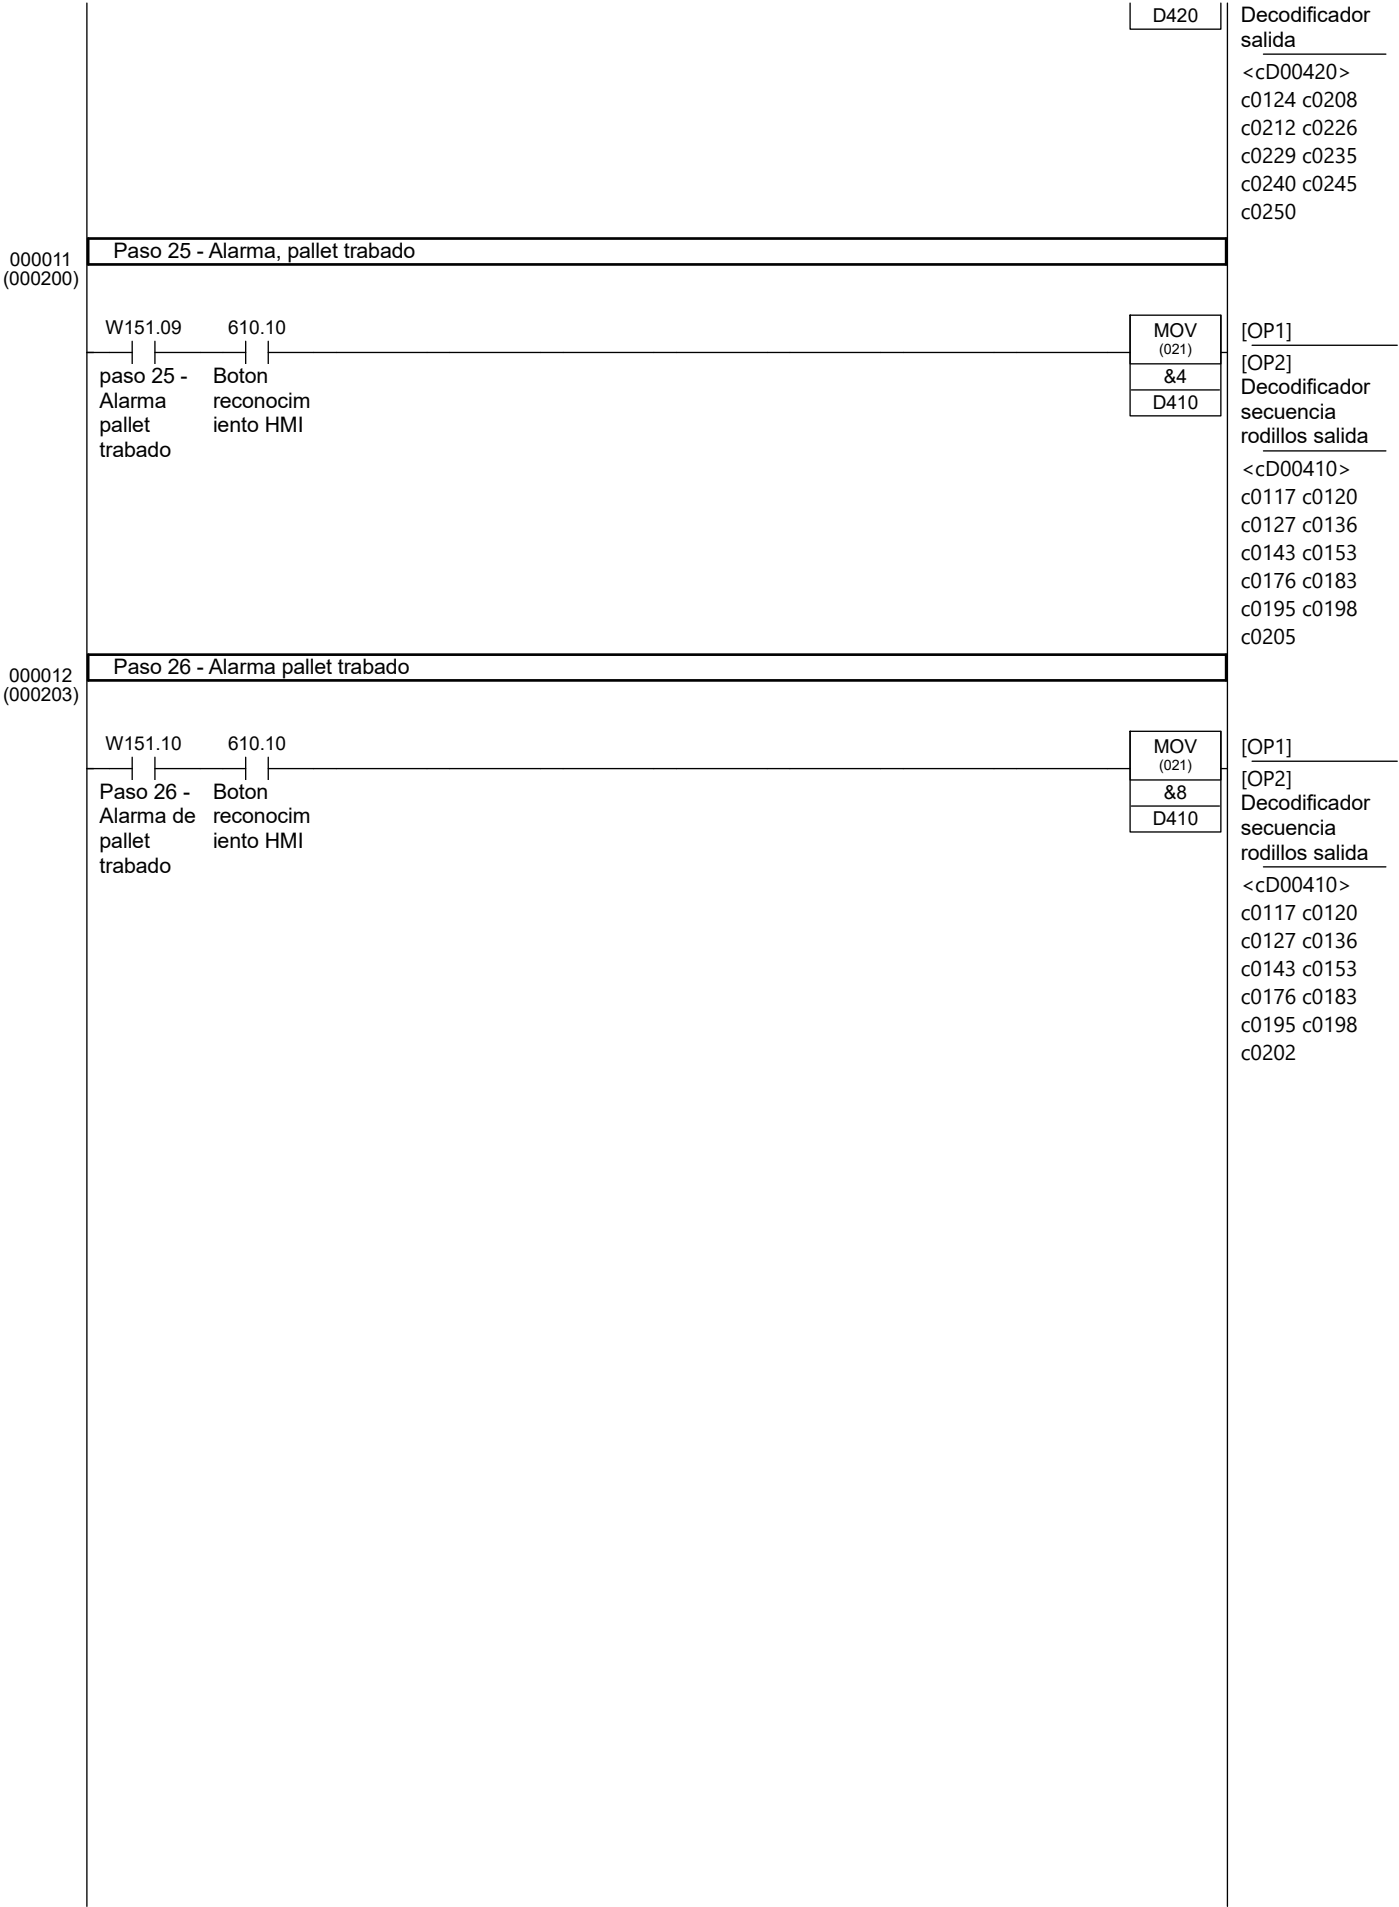 D420
Decodificador
salida
<cD00420>
c0124 c0208
c0212 c0226
c0229 c0235
c0240 c0245
c0250
000011
(000200)
Paso 25 - Alarma, pallet trabado
W151.09
610.10
paso 25 -
Alarma
pallet
trabado
Boton
reconocim
iento HMI
MOV
(021)
&4
D410
[OP1]
[OP2]
Decodificador
secuencia
rodillos salida
<cD00410>
c0117 c0120
c0127 c0136
c0143 c0153
c0176 c0183
c0195 c0198
c0205
000012
(000203)
Paso 26 - Alarma pallet trabado
W151.10
610.10
Paso 26 -
Alarma de
pallet
trabado
Boton
reconocim
iento HMI
MOV
(021)
&8
D410
[OP1]
[OP2]
Decodificador
secuencia
rodillos salida
<cD00410>
c0117 c0120
c0127 c0136
c0143 c0153
c0176 c0183
c0195 c0198
c0202